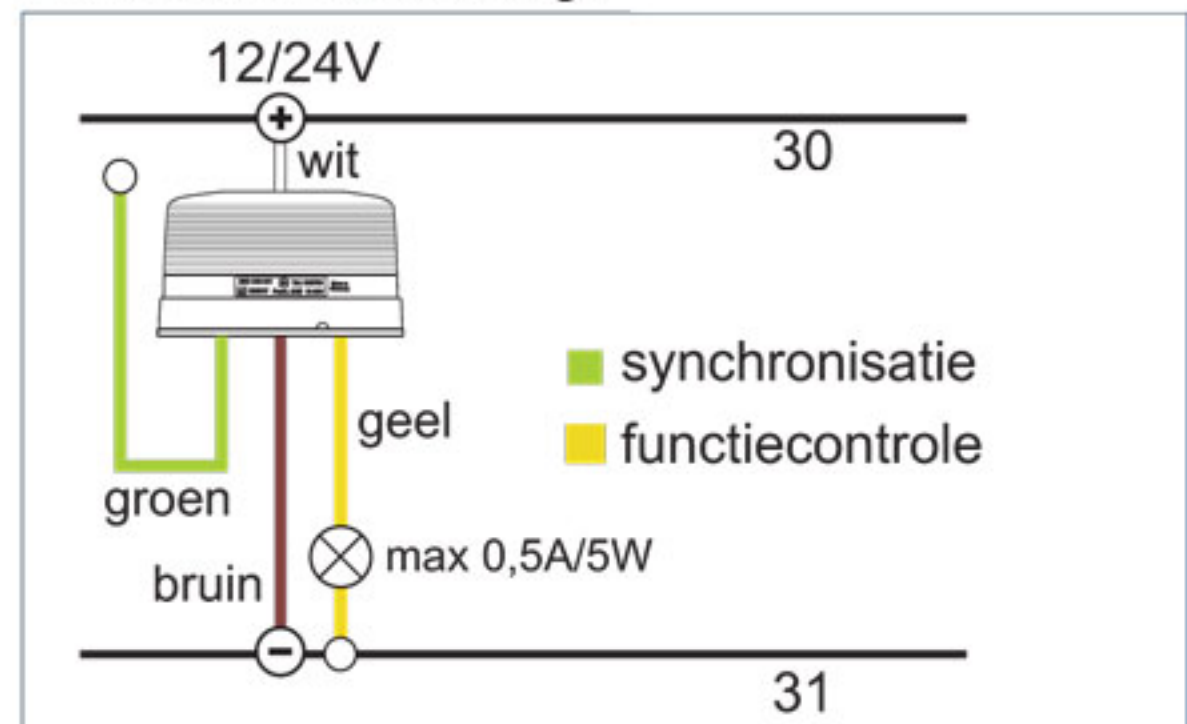 12/24V
+
wit
30
synchronisatie
geel
functiecontrole
groen
max 0,5A/5W
bruin
-
31